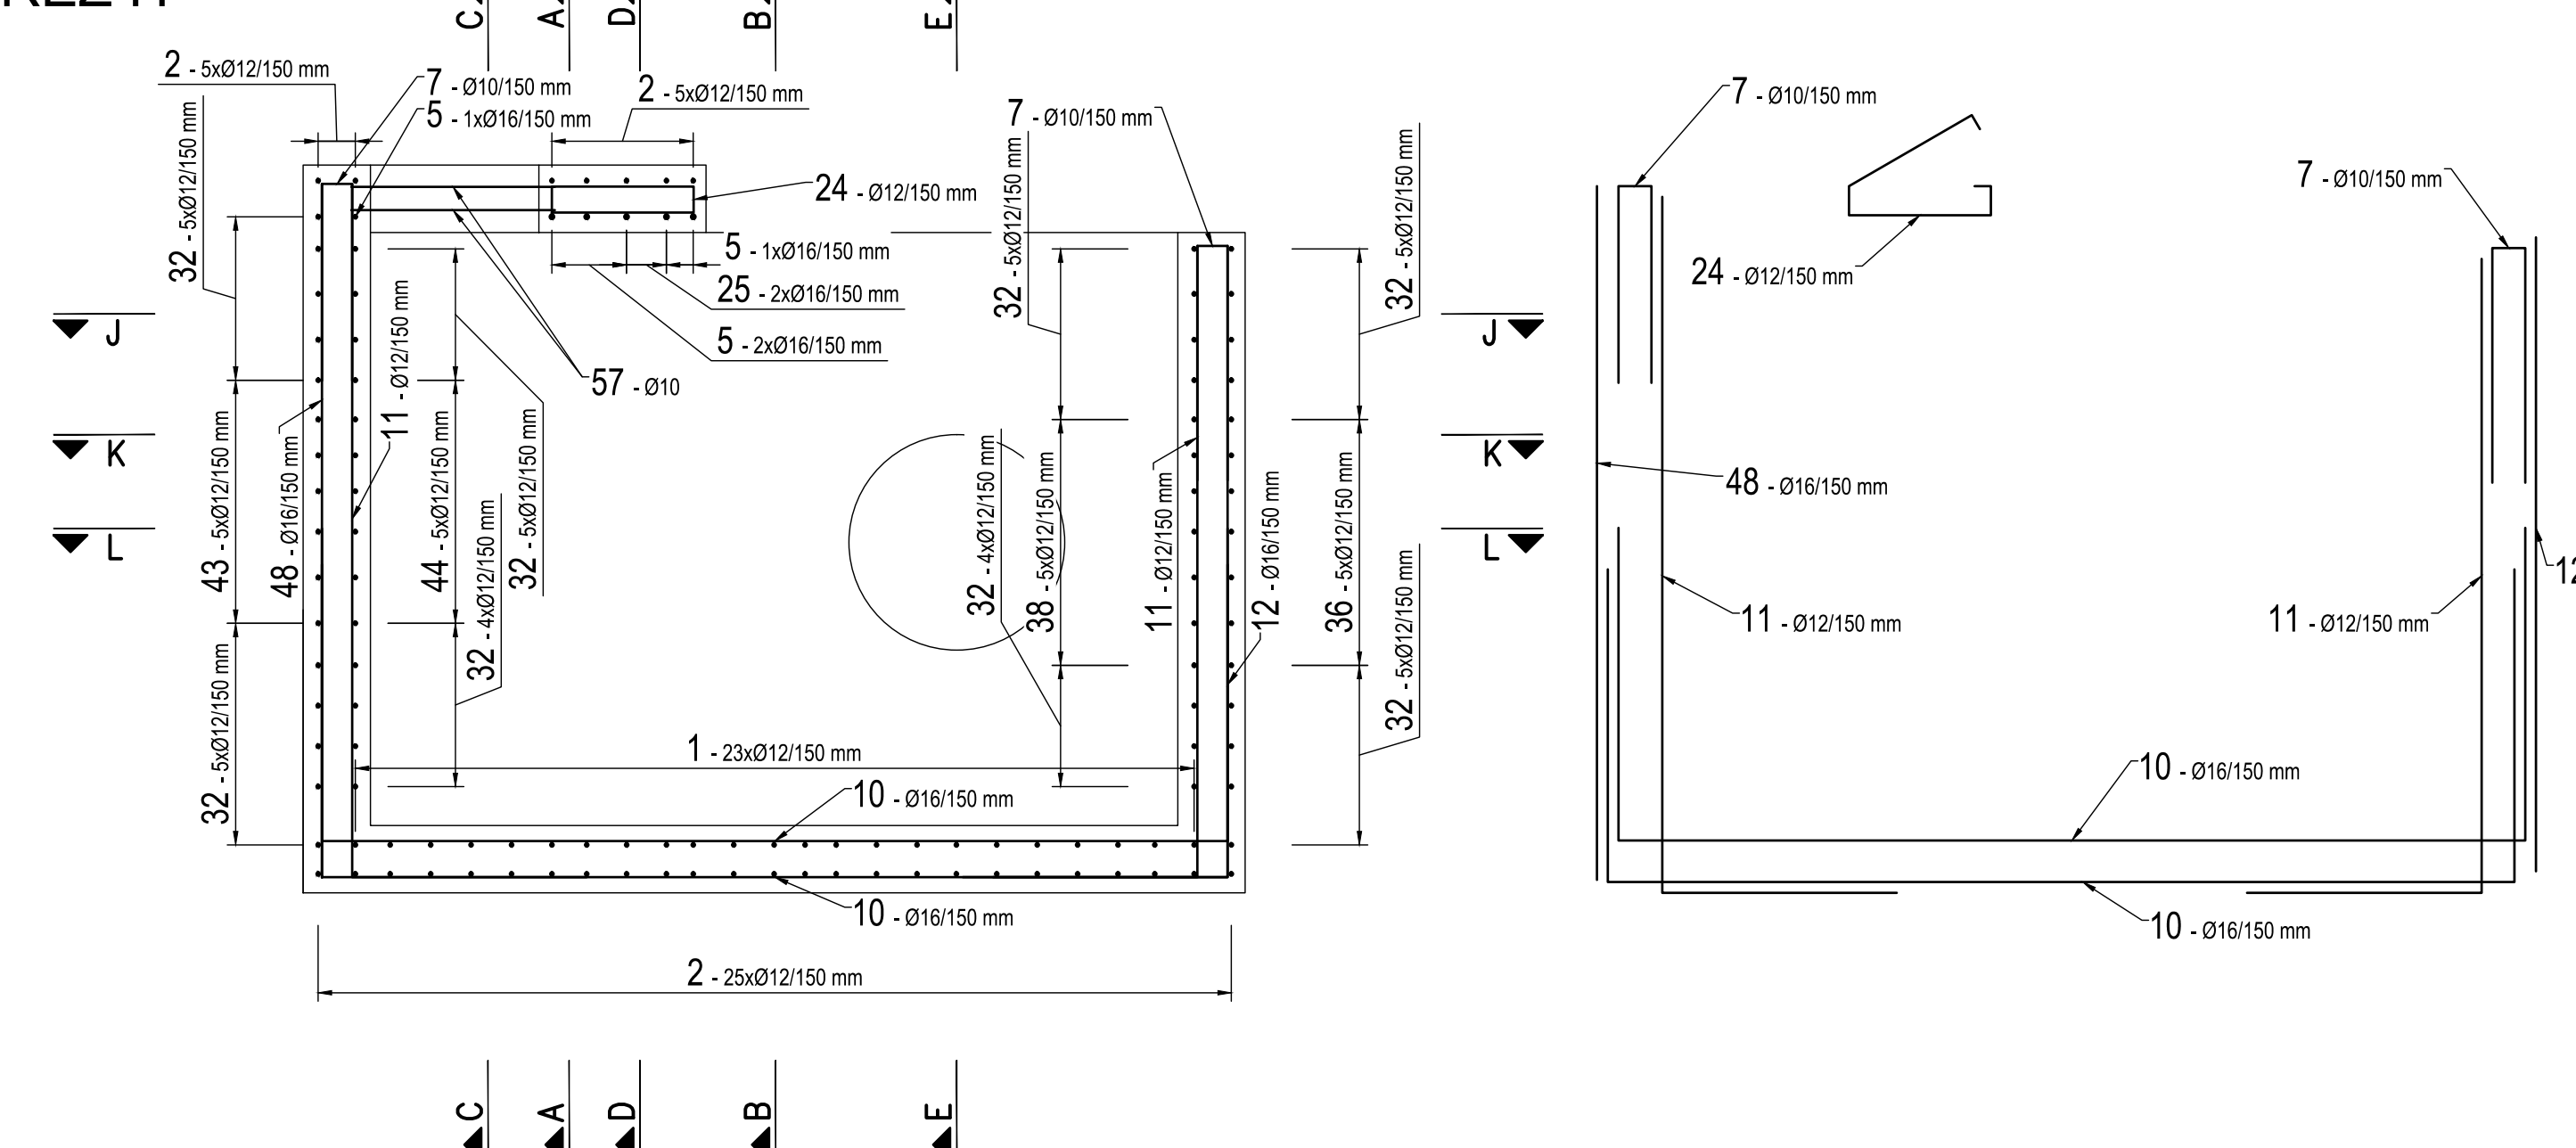 C A D B E
2 - 5xØ12/150 mm
7 - Ø10/150 mm
2 - 5xØ12/150 mm
5 - 1xØ16/150 mm
7 - Ø10/150 mm
7 - Ø10/150 mm
7 - Ø10/150 mm
32 - 5xØ12/150 mm
32 - 5xØ12/150 mm
32 - 5xØ12/150 mm
24 - Ø12/150 mm
5 - 1xØ16/150 mm
24 - Ø12/150 mm
25 - 2xØ16/150 mm
5 - 2xØ16/150 mm
J
J
57 - Ø10
11 - Ø12/150 mm
K
K
48 - Ø16/150 mm
43 - 5xØ12/150 mm
48 - Ø16/150 mm
44 - 5xØ12/150 mm
32 - 5xØ12/150 mm
32 - 4xØ12/150 mm
32 - 4xØ12/150 mm
38 - 5xØ12/150 mm
11 - Ø12/150 mm
12 - Ø16/150 mm
36 - 5xØ12/150 mm
L
L
11 - Ø12/150 mm
11 - Ø12/150 mm
32 - 5xØ12/150 mm
32 - 5xØ12/150 mm
1 - 23xØ12/150 mm
10 - Ø16/150 mm
10 - Ø16/150 mm
10 - Ø16/150 mm
10 - Ø16/150 mm
2 - 25xØ12/150 mm
C A D B E